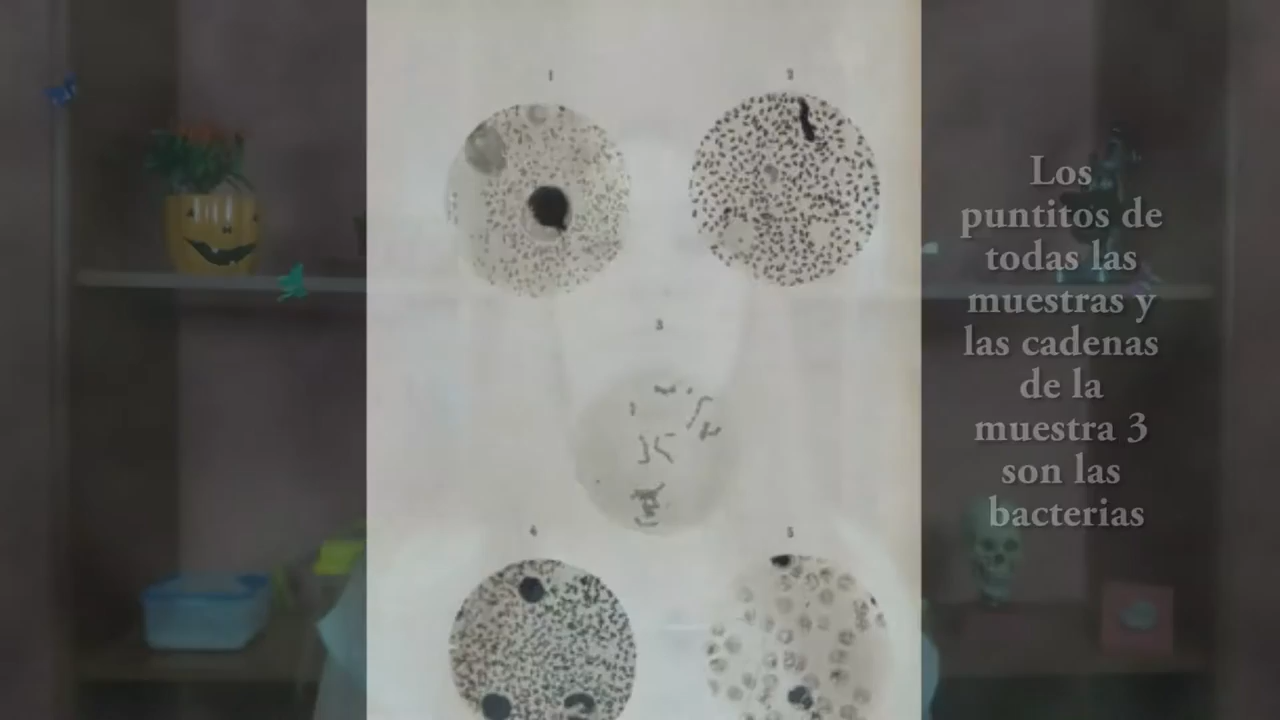 1
2
3
4
5
Los
puntitos de
todas las
muestras y
las cadenas
de la
muestra 3
son las
bacterias